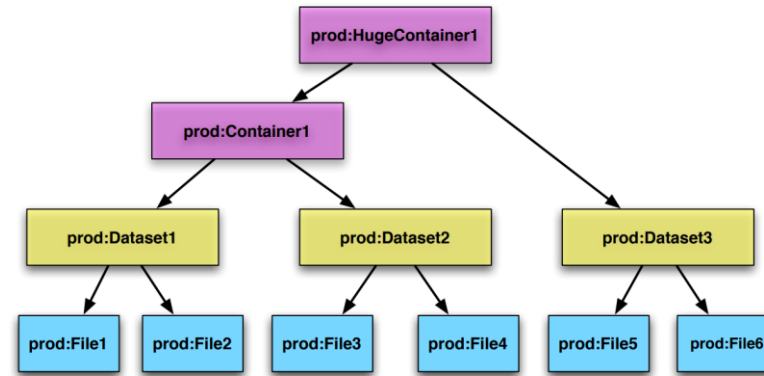 prod:HugeContainer1
prod:Container1
prod:Dataset1
prod:Dataset2
prod:Dataset3
prod:File1
prod:File2
prod:File3
prod:File4
prod:File5
prod:File6